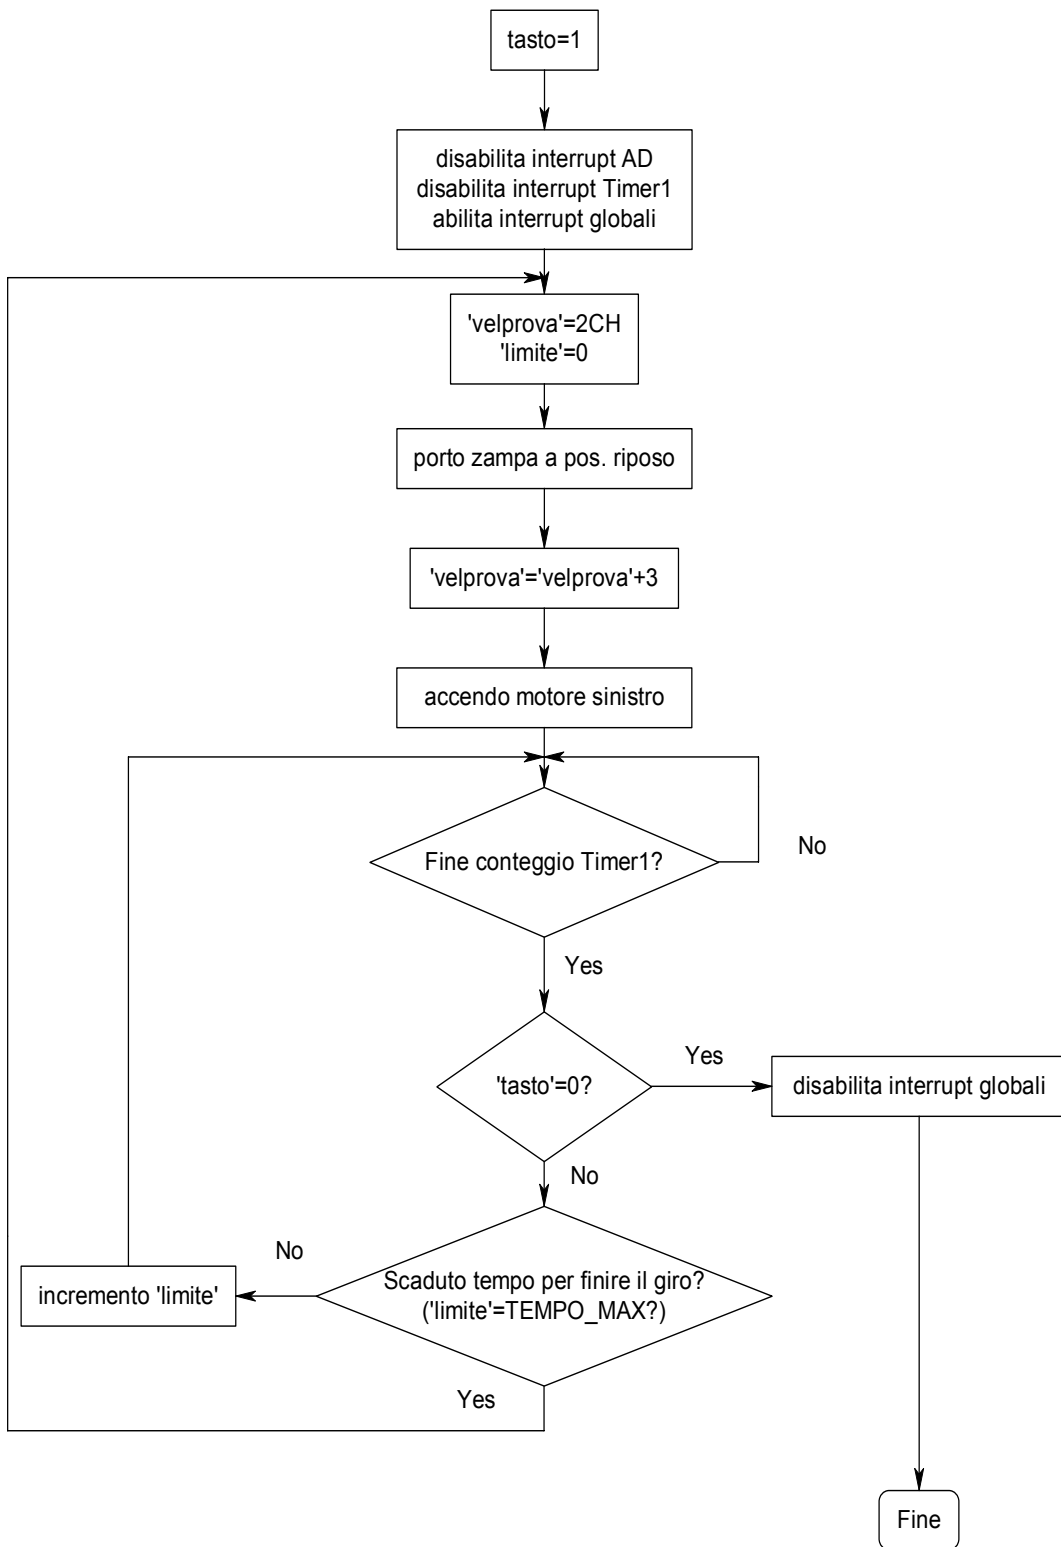 tasto=1
disabilita interrupt AD
disabilita interrupt Timer1
abilita interrupt globali
'velprova'=2CH
'limite'=0
porto zampa a pos. riposo
'velprova'='velprova'+3
accendo motore sinistro
Fine conteggio Timer1?
No
Yes
'tasto'=0?
Yes
disabilita interrupt globali
No
Scaduto tempo per finire il giro?
('limite'=TEMPO_MAX?)
No
incremento 'limite'
Yes
Fine